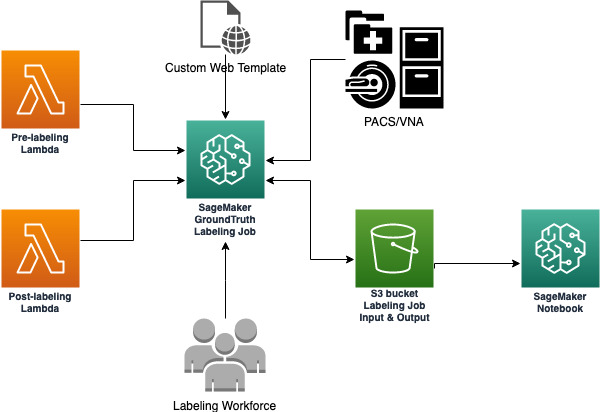 Custom Web Template
PACS/VNA
Pre-labeling
Lambda
SageMaker
GroundTruth
Labeling Job
Post-labeling
Lambda
S3 bucket
Labeling Job
Input & Output
SageMaker
Notebook
Labeling Workforce